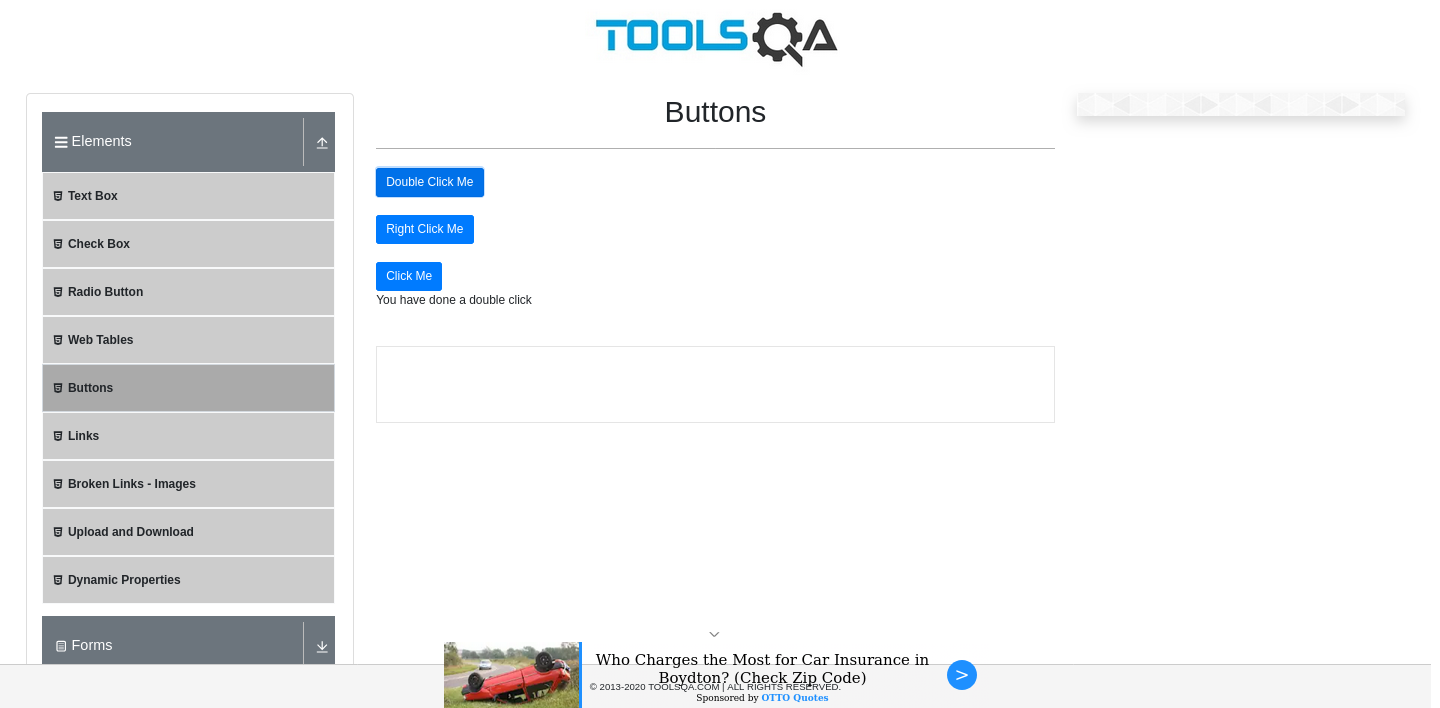 TOOLSQA
Elements
Text Box
Check Box
Radio Button
Web Tables
Buttons
Links
Broken Links - Images
Upload and Download
Dynamic Properties
Forms
Buttons
Double Click Me
Right Click Me
Click Me
You have done a double click
Who Charges the Most for Car Insurance in
Boydton? (Check Zip Code)
Sponsored by OTTO Quotes
>
© 2013-2020 TOOLSQA.COM | ALL RIGHTS RESERVED.